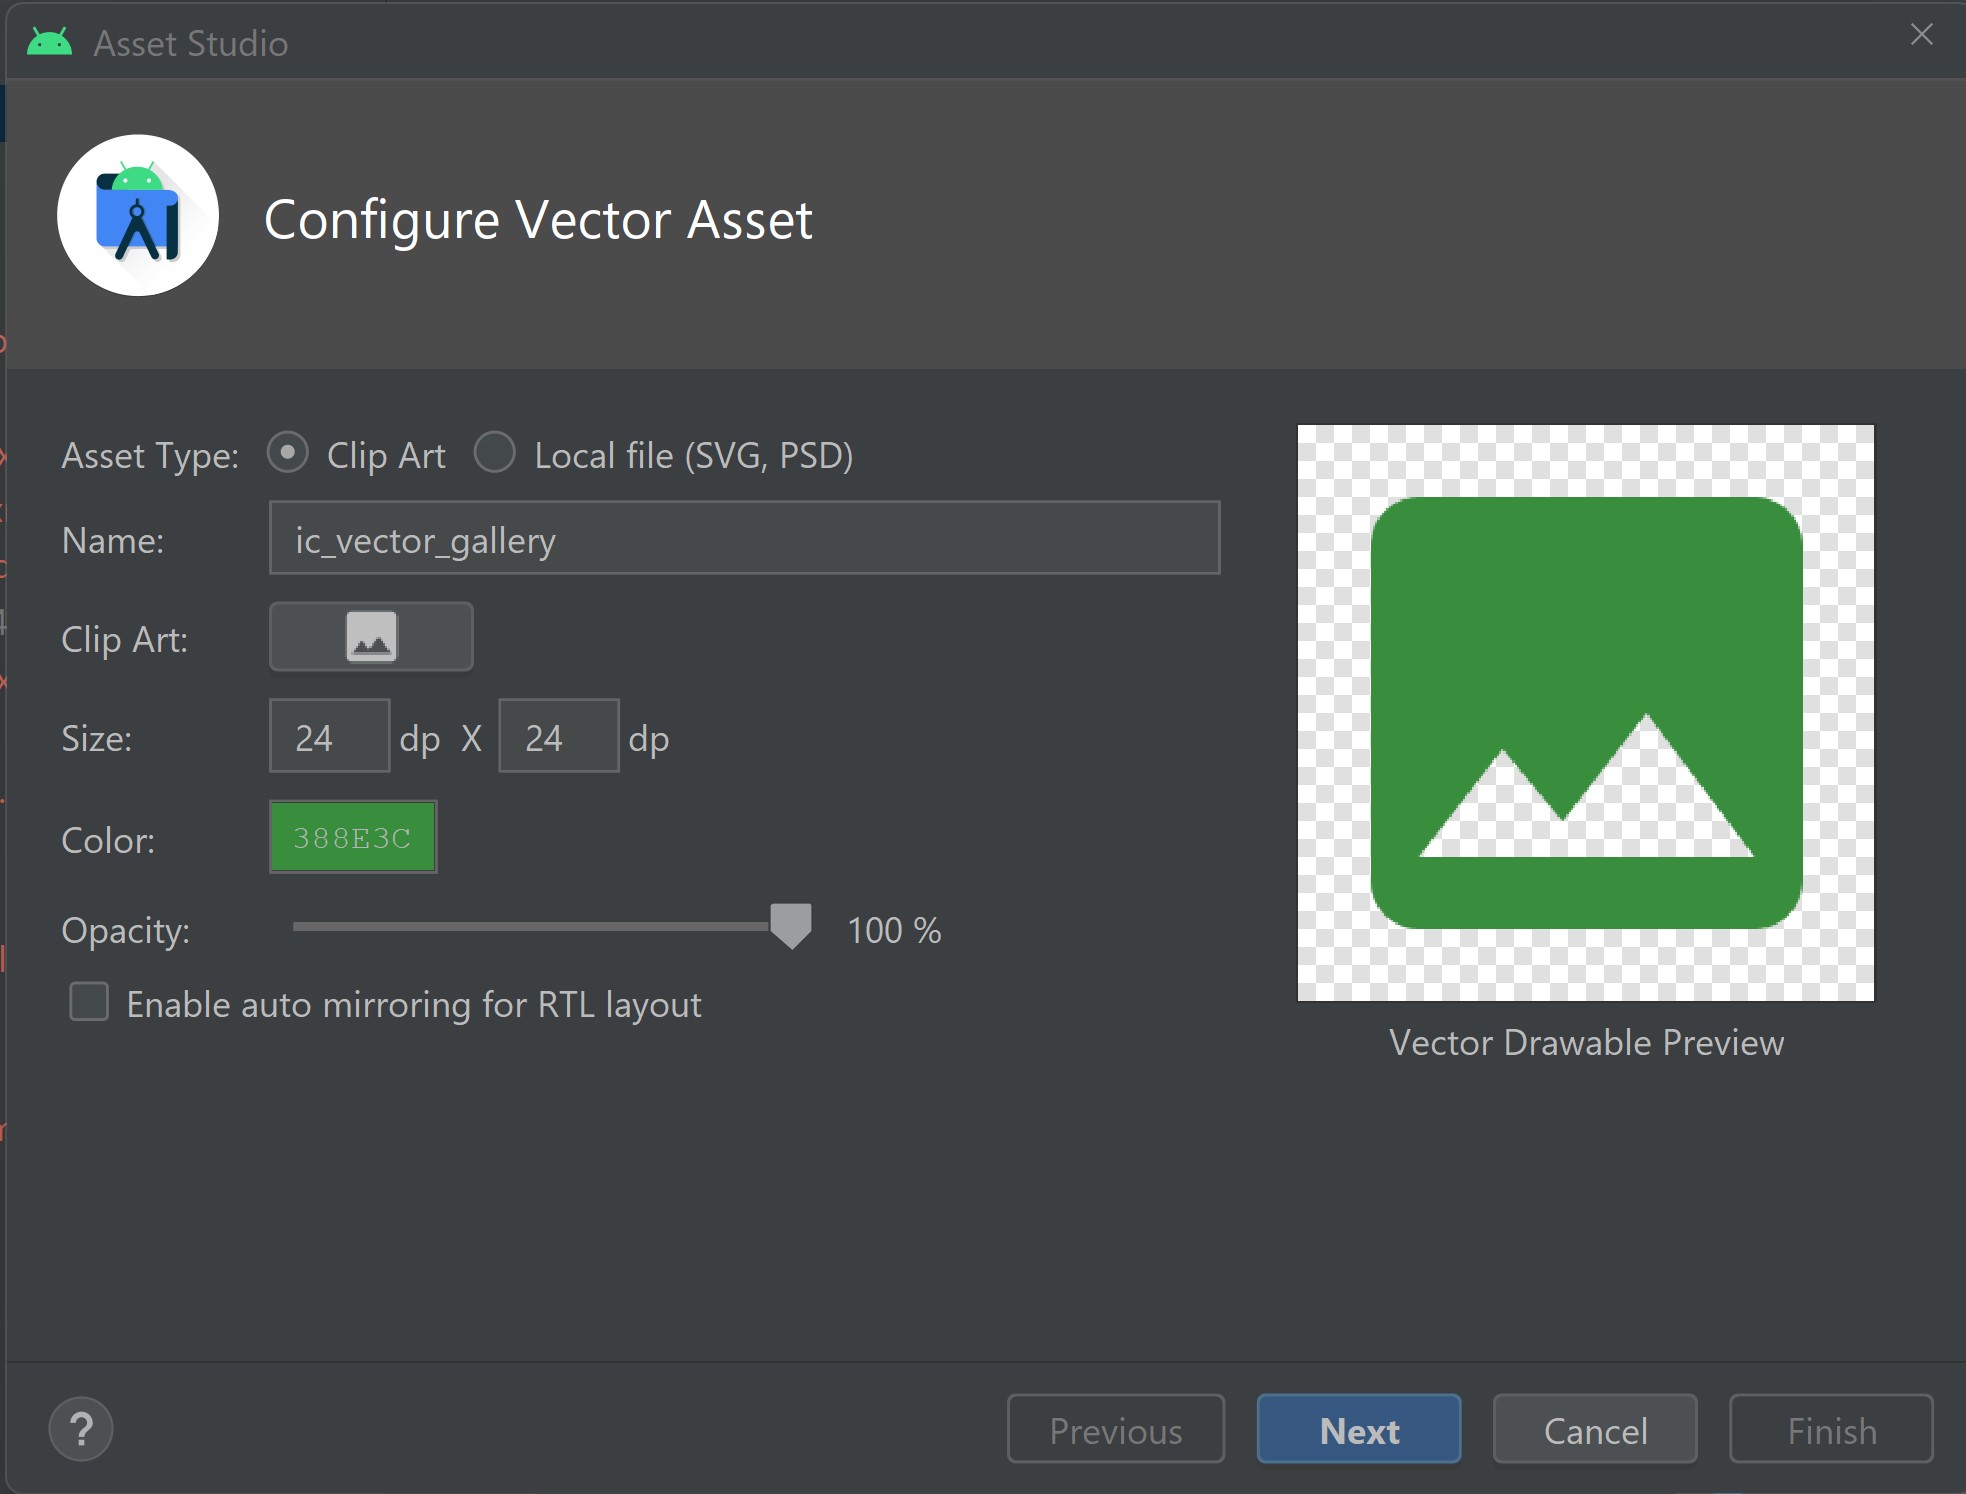 Asset Studio
Configure Vector Asset
Asset Type: Clip Art Local file (SVG, PSD)
Name: ic_vector_gallery
Clip Art:
Size: 24 dp X 24 dp
Color: 388E3C
Opacity: 100 %
Enable auto mirroring for RTL layout
Vector Drawable Preview
? Previous Next Cancel Finish